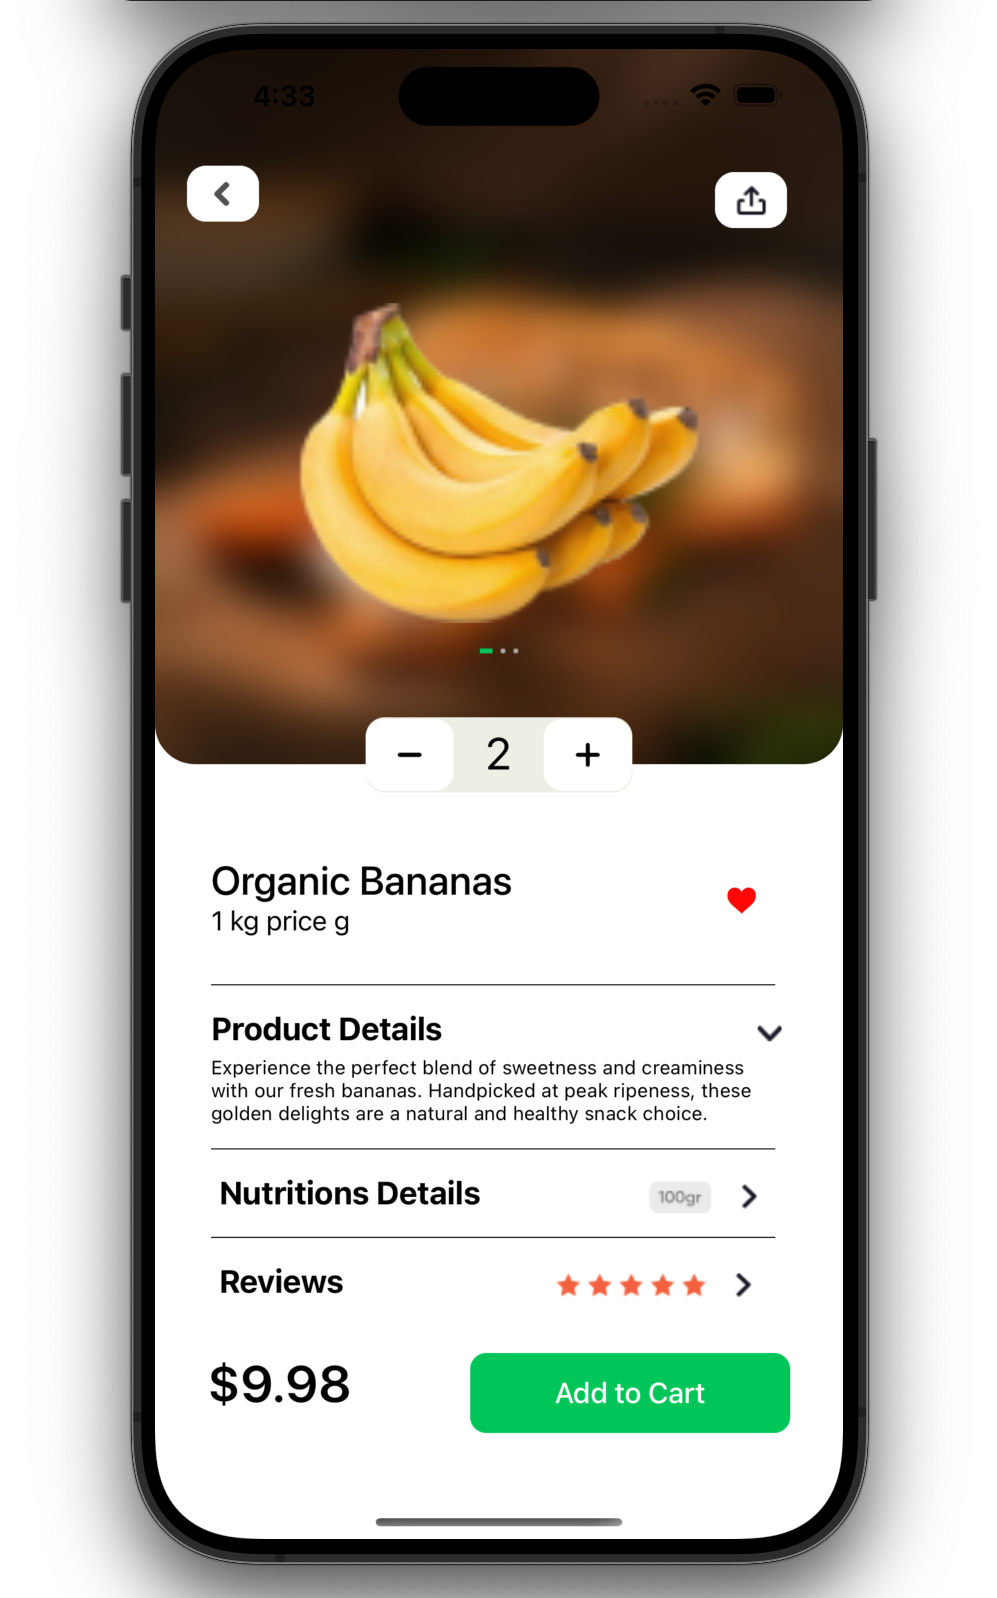 4:33
2
Organic Bananas
1 kg price g
Product Details
Experience the perfect blend of sweetness and creaminess
with our fresh bananas. Handpicked at peak ripeness, these
golden delights are a natural and healthy snack choice.
Nutritions Details 100gr
Reviews
$9.98 Add to Cart